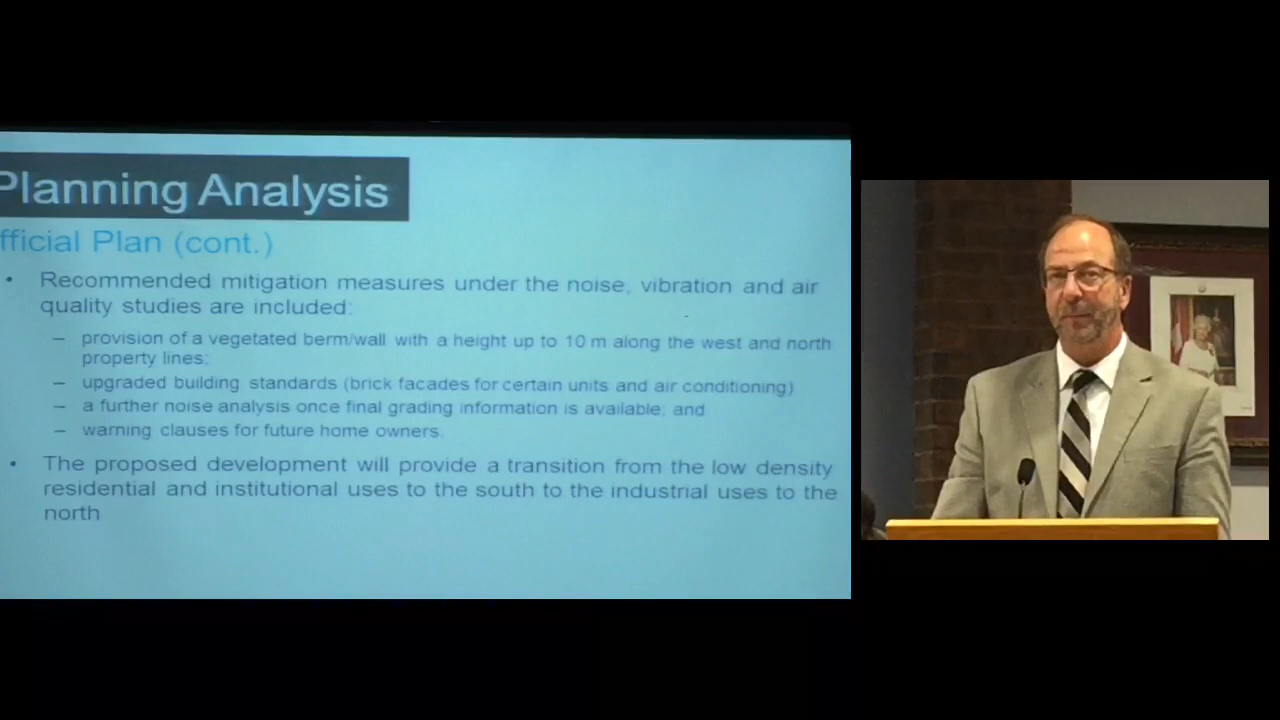 Planning Analysis
fficial Plan (cont.)
• Recommended mitigation measures under the noise, vibration and air
quality studies are included:
– provision of a vegetated berm/wall with a height up to 10 m along the west and north
property lines;
– upgraded building standards (brick facades for certain units and air conditioning)
– a further noise analysis once final grading information is available; and
– warning clauses for future home owners.
• The proposed development will provide a transition from the low density
residential and institutional uses to the south to the industrial uses to the
north